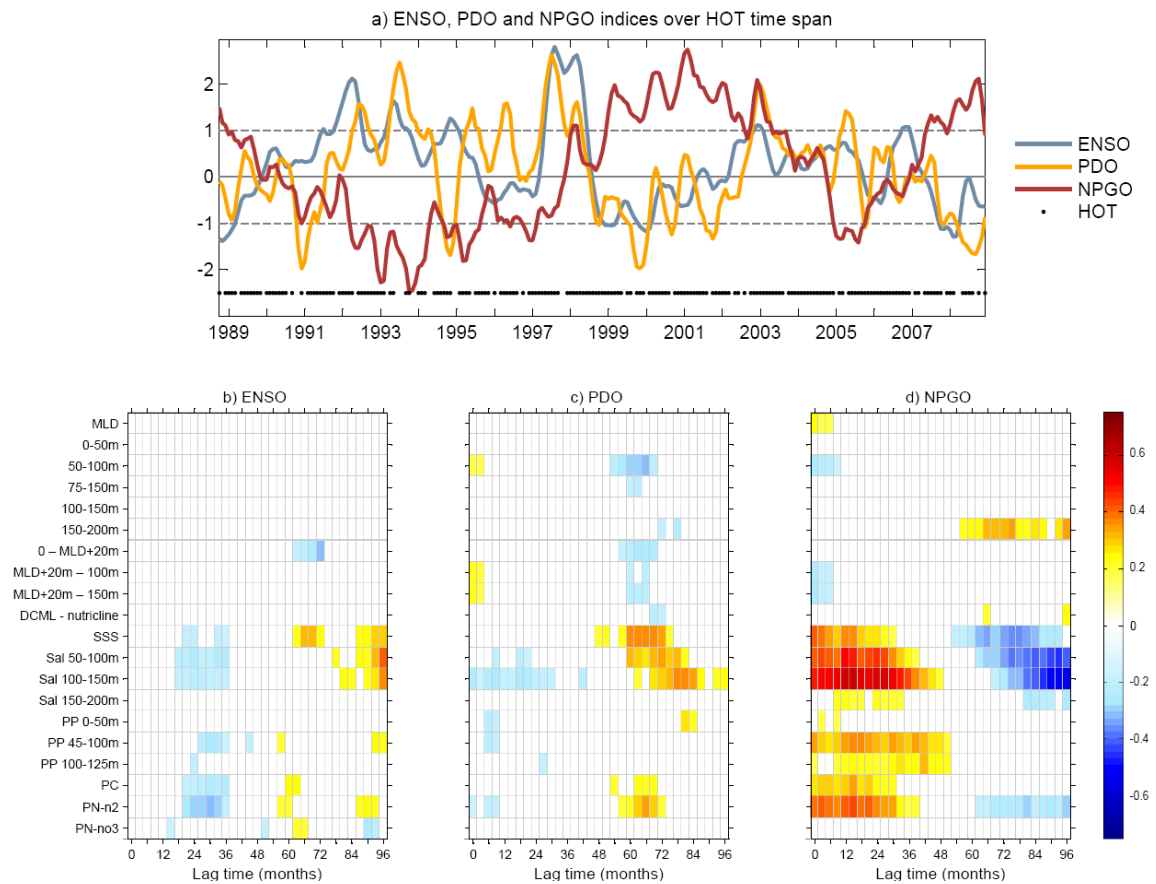 a) ENSO, PDO and NPGO indices over HOT time span
2
1
0
-1
-2
1989 1991 1993 1995 1997 1999 2001 2003 2005 2007
ENSO
PDO
NPGO
HOT
b) ENSO
c) PDO
d) NPGO
MLD
0-50m
50-100m
75-150m
100-150m
150-200m
0 – MLD+20m
MLD+20m – 100m
MLD+20m – 150m
DCML - nutricline
SSS
Sal 50-100m
Sal 100-150m
Sal 150-200m
PP 0-50m
PP 45-100m
PP 100-125m
PC
PN-n2
PN-no3
0 12 24 36 48 60 72 84 96
Lag time (months)
0 12 24 36 48 60 72 84 96
Lag time (months)
0 12 24 36 48 60 72 84 96
Lag time (months)
0.6
0.4
0.2
0
-0.2
-0.4
-0.6